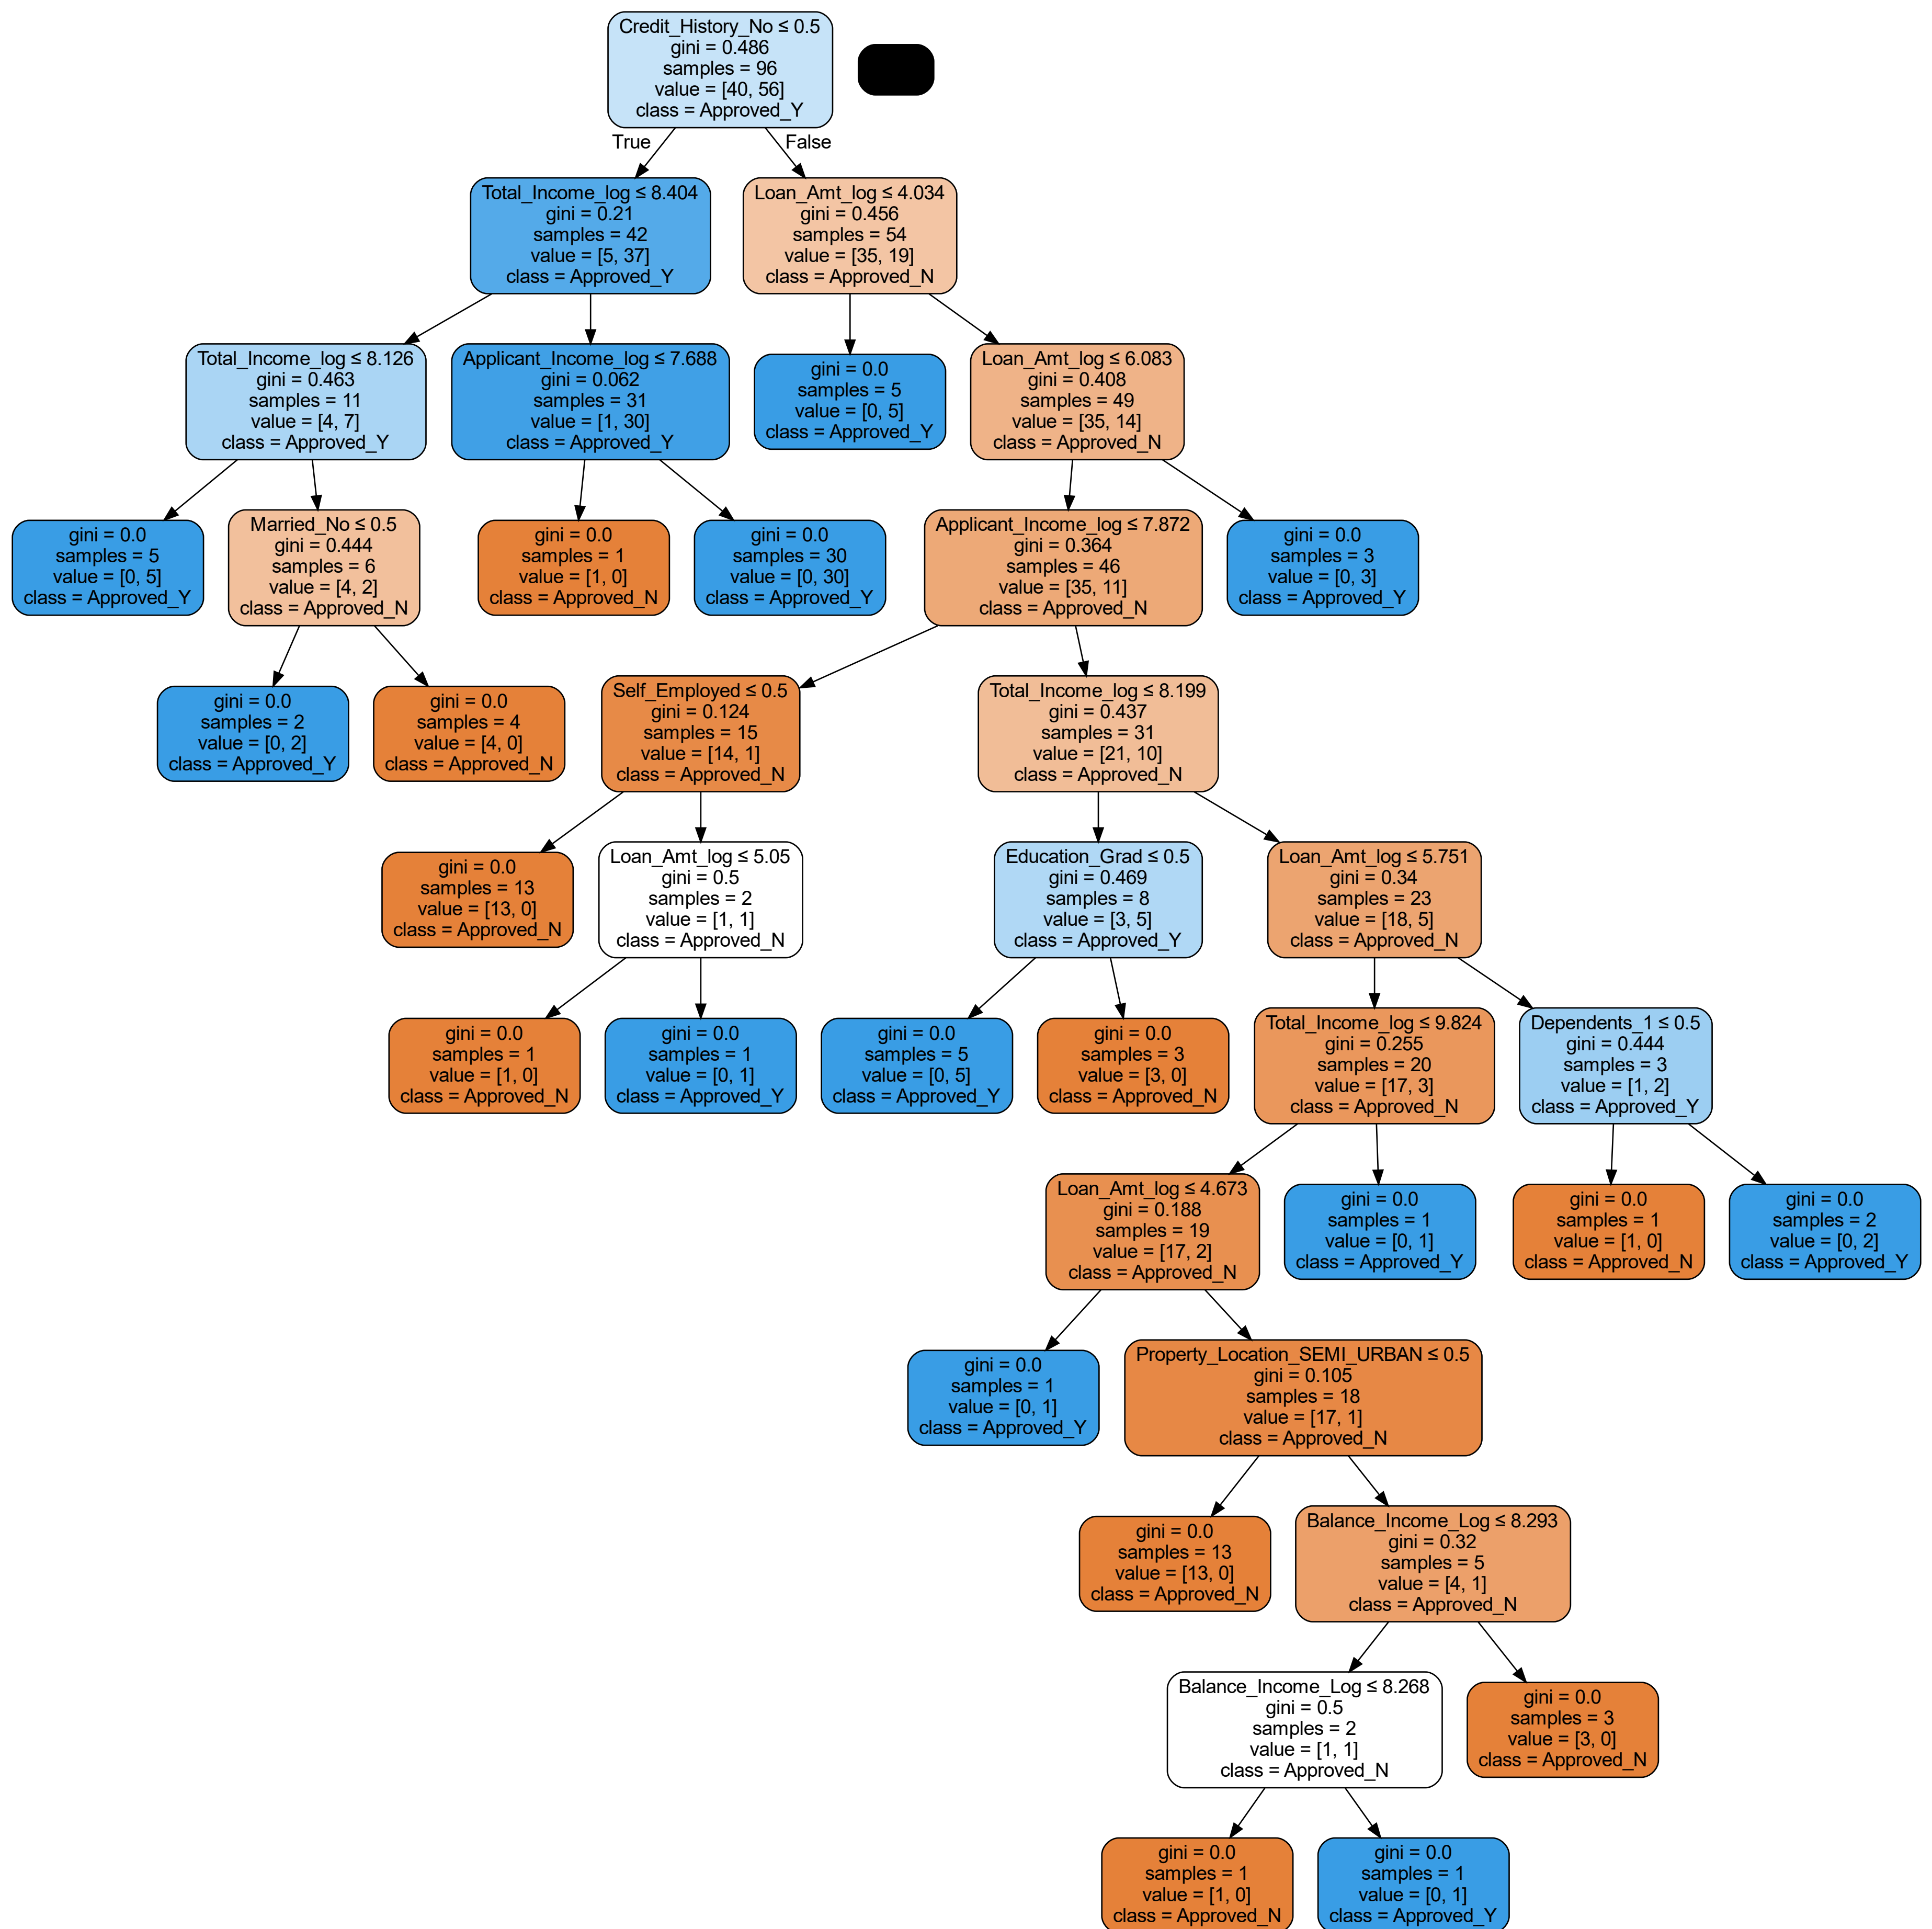 Credit_History_No ≤ 0.5
gini = 0.486
samples = 96
value = [40, 56]
class = Approved_Y
True
False
Total_Income_log ≤ 8.404
gini = 0.21
samples = 42
value = [5, 37]
class = Approved_Y
Loan_Amt_log ≤ 4.034
gini = 0.456
samples = 54
value = [35, 19]
class = Approved_N
Total_Income_log ≤ 8.126
gini = 0.463
samples = 11
value = [4, 7]
class = Approved_Y
Applicant_Income_log ≤ 7.688
gini = 0.062
samples = 31
value = [1, 30]
class = Approved_Y
gini = 0.0
samples = 5
value = [0, 5]
class = Approved_Y
Loan_Amt_log ≤ 6.083
gini = 0.408
samples = 49
value = [35, 14]
class = Approved_N
gini = 0.0
samples = 5
value = [0, 5]
class = Approved_Y
Married_No ≤ 0.5
gini = 0.444
samples = 6
value = [4, 2]
class = Approved_N
gini = 0.0
samples = 1
value = [1, 0]
class = Approved_N
gini = 0.0
samples = 30
value = [0, 30]
class = Approved_Y
Applicant_Income_log ≤ 7.872
gini = 0.364
samples = 46
value = [35, 11]
class = Approved_N
gini = 0.0
samples = 3
value = [0, 3]
class = Approved_Y
gini = 0.0
samples = 2
value = [0, 2]
class = Approved_Y
gini = 0.0
samples = 4
value = [4, 0]
class = Approved_N
Self_Employed ≤ 0.5
gini = 0.124
samples = 15
value = [14, 1]
class = Approved_N
Total_Income_log ≤ 8.199
gini = 0.437
samples = 31
value = [21, 10]
class = Approved_N
gini = 0.0
samples = 13
value = [13, 0]
class = Approved_N
Loan_Amt_log ≤ 5.05
gini = 0.5
samples = 2
value = [1, 1]
class = Approved_N
Education_Grad ≤ 0.5
gini = 0.469
samples = 8
value = [3, 5]
class = Approved_Y
Loan_Amt_log ≤ 5.751
gini = 0.34
samples = 23
value = [18, 5]
class = Approved_N
gini = 0.0
samples = 1
value = [1, 0]
class = Approved_N
gini = 0.0
samples = 1
value = [0, 1]
class = Approved_Y
gini = 0.0
samples = 5
value = [0, 5]
class = Approved_Y
gini = 0.0
samples = 3
value = [3, 0]
class = Approved_N
Total_Income_log ≤ 9.824
gini = 0.255
samples = 20
value = [17, 3]
class = Approved_N
Dependents_1 ≤ 0.5
gini = 0.444
samples = 3
value = [1, 2]
class = Approved_Y
Loan_Amt_log ≤ 4.673
gini = 0.188
samples = 19
value = [17, 2]
class = Approved_N
gini = 0.0
samples = 1
value = [0, 1]
class = Approved_Y
gini = 0.0
samples = 1
value = [1, 0]
class = Approved_N
gini = 0.0
samples = 2
value = [0, 2]
class = Approved_Y
gini = 0.0
samples = 1
value = [0, 1]
class = Approved_Y
Property_Location_SEMI_URBAN ≤ 0.5
gini = 0.105
samples = 18
value = [17, 1]
class = Approved_N
gini = 0.0
samples = 13
value = [13, 0]
class = Approved_N
Balance_Income_Log ≤ 8.293
gini = 0.32
samples = 5
value = [4, 1]
class = Approved_N
Balance_Income_Log ≤ 8.268
gini = 0.5
samples = 2
value = [1, 1]
class = Approved_N
gini = 0.0
samples = 3
value = [3, 0]
class = Approved_N
gini = 0.0
samples = 1
value = [1, 0]
class = Approved_N
gini = 0.0
samples = 1
value = [0, 1]
class = Approved_Y